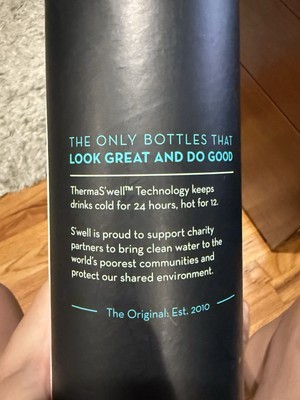 THE ONLY BOTTLES THAT
LOOK GREAT AND DO GOOD
ThermaS'well™ Technology keeps
drinks cold for 24 hours, hot for 12.
S'well is proud to support charity
partners to bring clean water to the
world's poorest communities and
protect our shared environment.
The Original: Est. 2010